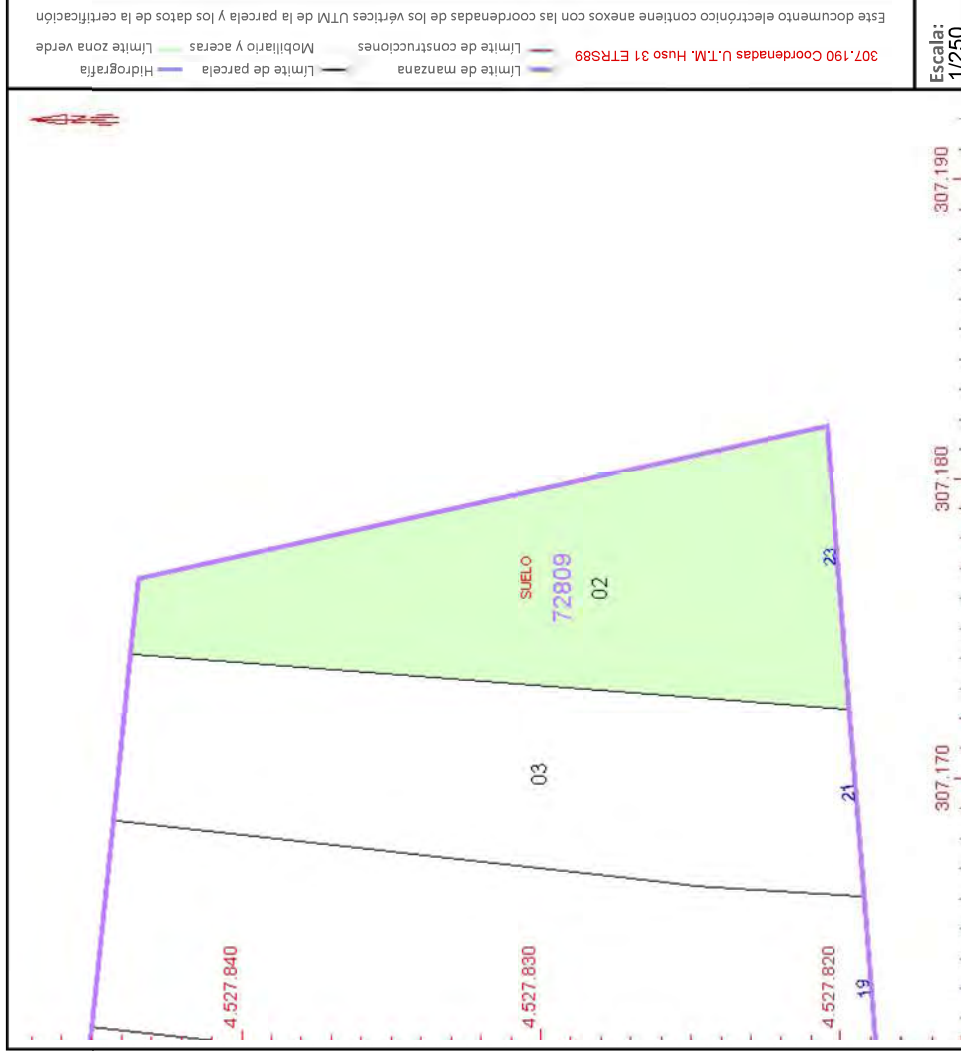 Escala:
1/250
307.190 Coordenadas U.T.M. Huso 31 ETRS89
Límite de manzana
Límite de parcela
Hidrografía
Límite de construcciones
Mobiliario y aceras
Límite zona verde
Este documento electrónico contiene anexos con las coordenadas de los vértices UTM de la parcela y los datos de la certificación
N
SUELO
72809
02
03
23
21
19
4.527.840
4.527.830
4.527.820
307.170
307.180
307.190